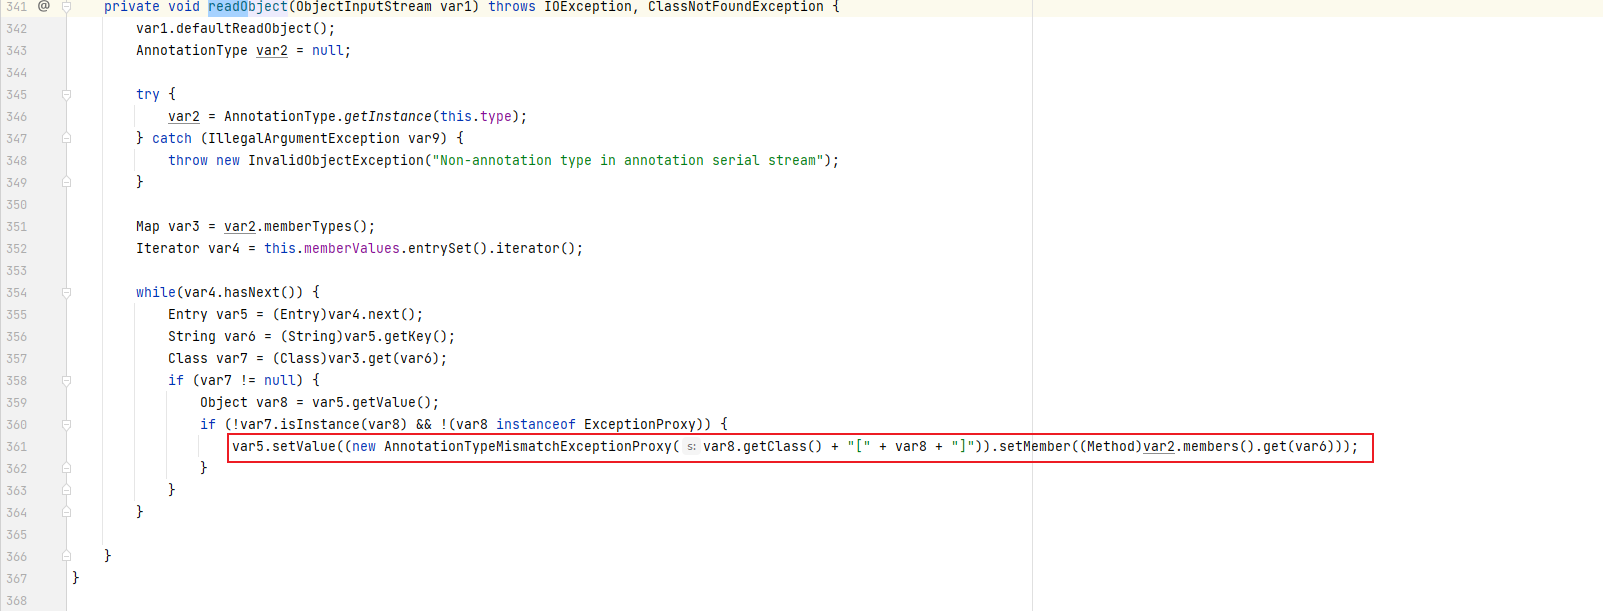 341 @ private void readObject(ObjectInputStream var1) throws IOException, ClassNotFoundException {
342 var1.defaultReadObject();
343 AnnotationType var2 = null;
344
345 try {
346 var2 = AnnotationType.getInstance(this.type);
347 } catch (IllegalArgumentException var9) {
348 throw new InvalidObjectException("Non-annotation type in annotation serial stream");
349 }
350
351 Map var3 = var2.memberTypes();
352 Iterator var4 = this.memberValues.entrySet().iterator();
353
354 while(var4.hasNext()) {
355 Entry var5 = (Entry)var4.next();
356 String var6 = (String)var5.getKey();
357 Class var7 = (Class)var3.get(var6);
358 if (var7 != null) {
359 Object var8 = var5.getValue();
360 if (!var7.isInstance(var8) && !(var8 instanceof ExceptionProxy)) {
361 var5.setValue((new AnnotationTypeMismatchExceptionProxy( s: var8.getClass() + "[" + var8 + "]")).setMember((Method)var2.members().get(var6)));
362 }
363 }
364 }
365
366 }
367 }
368